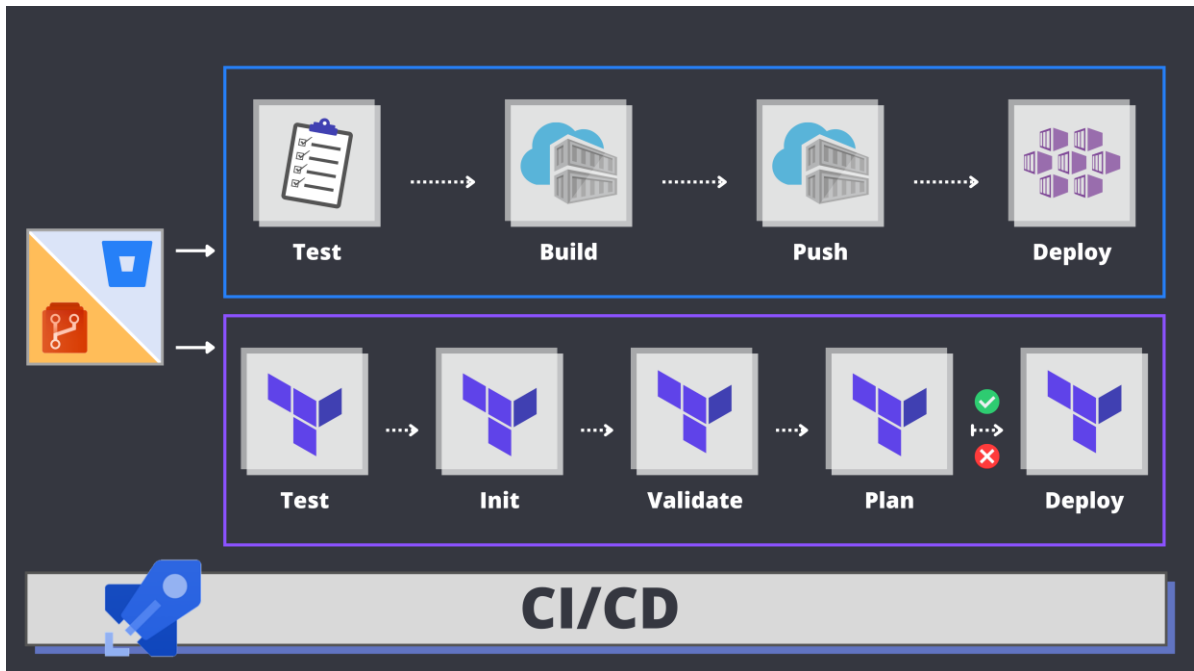 Test
Build
Push
Deploy
Test
Init
Validate
Plan
Deploy
CI/CD